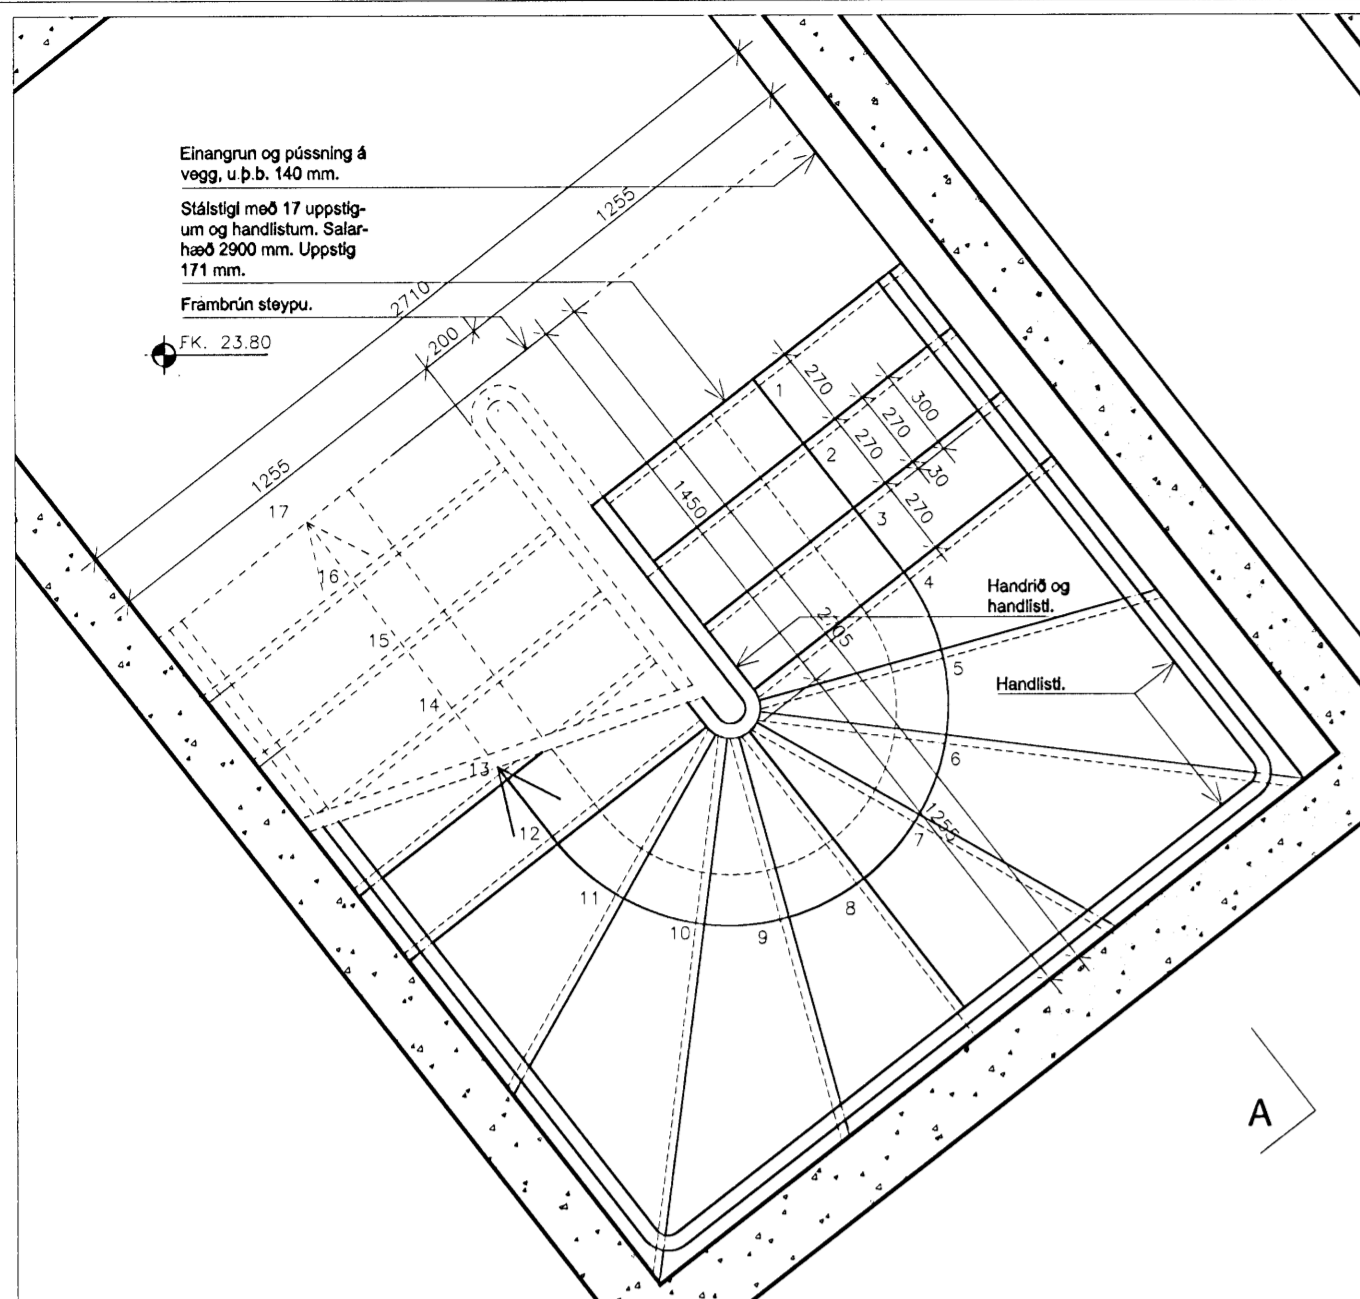 Einangrun og pússning á
vegg, u.þ.b. 140 mm.
Stálstigi með 17 uppstig-
um og handlistum. Salar-
hæð 2900 mm. Uppstig
171 mm.
Frambrún steypu.
FK. 23.80
1255
2710
200
1255
1450
2105
1255
270
300
270
270
30
270
1
2
3
4
5
6
7
8
9
10
11
12
13
14
15
16
17
Handrið og
handlisti.
Handlisti.
A